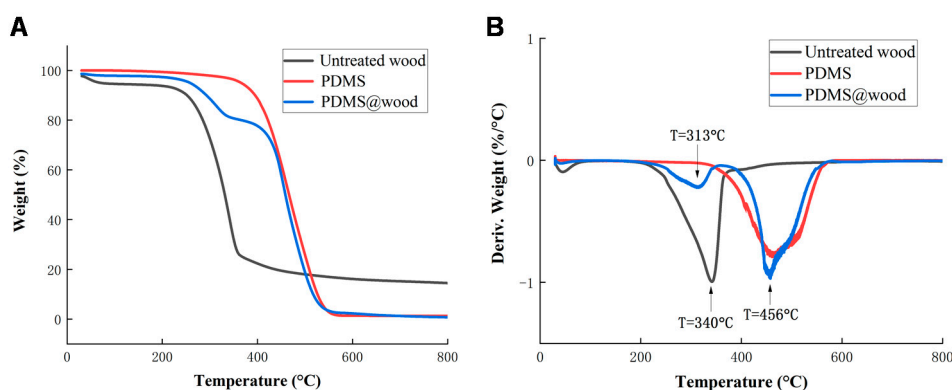 A
Untreated wood
PDMS
PDMS@wood
100
80
60
40
20
0
Weight (%)
0
200
400
600
800
Temperature (°C)
B
Untreated wood
PDMS
PDMS@wood
1
0
−1
Deriv. Weight (%/°C)
T=313°C
T=340°C
T=456°C
0
200
400
600
800
Temperature (°C)